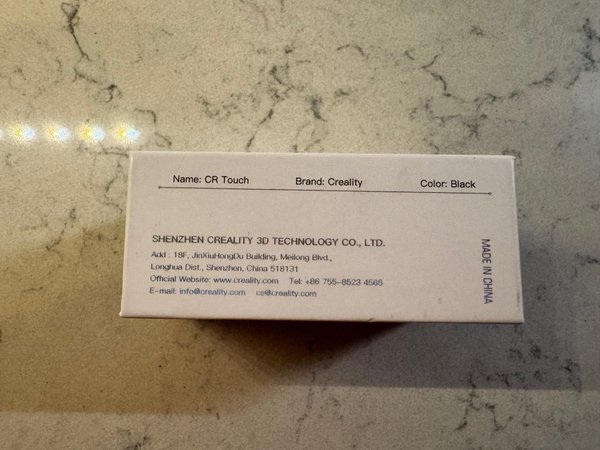 Name: CR Touch Brand: Creality Color: Black
SHENZHEN CREALITY 3D TECHNOLOGY CO., LTD.
Add : 18F, JinXiuHongDu Building, Meilong Blvd.,
Longhua Dist., Shenzhen, China 518131
Official Website: www.creality.com Tel: +86 755-8523 4565
E-mail: info@creality.com cs@creality.com
MADE IN CHINA